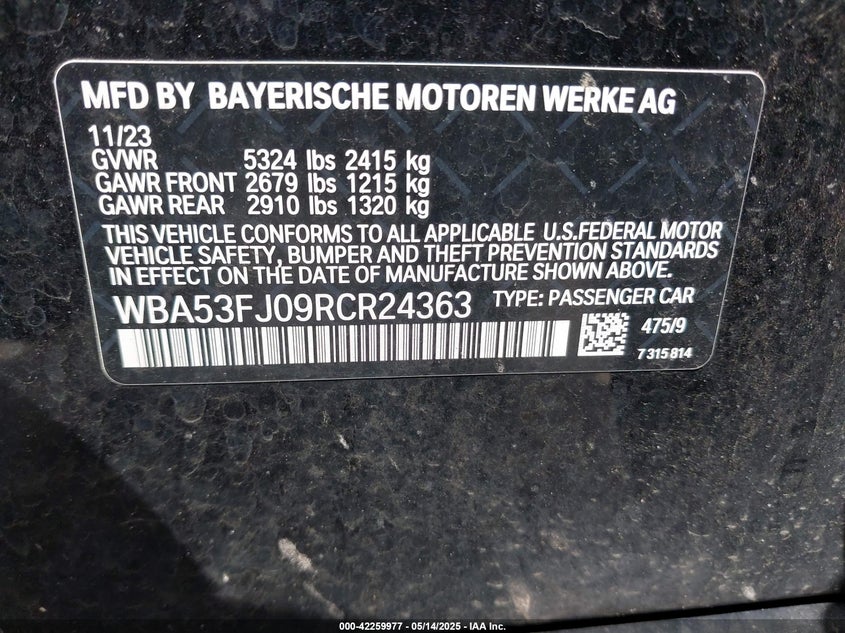 MFD BY BAYERISCHE MOTOREN WERKE AG
11/23
GVWR 5324 lbs 2415 kg
GAWR FRONT 2679 lbs 1215 kg
GAWR REAR 2910 lbs 1320 kg
THIS VEHICLE CONFORMS TO ALL APPLICABLE U.S.FEDERAL MOTOR
VEHICLE SAFETY, BUMPER AND THEFT PREVENTION STANDARDS
IN EFFECT ON THE DATE OF MANUFACTURE SHOWN ABOVE.
WBA53FJ09RCR24363 TYPE: PASSENGER CAR
475/9
7 315 814
000-42259977 - 05/14/2025 - IAA Inc.